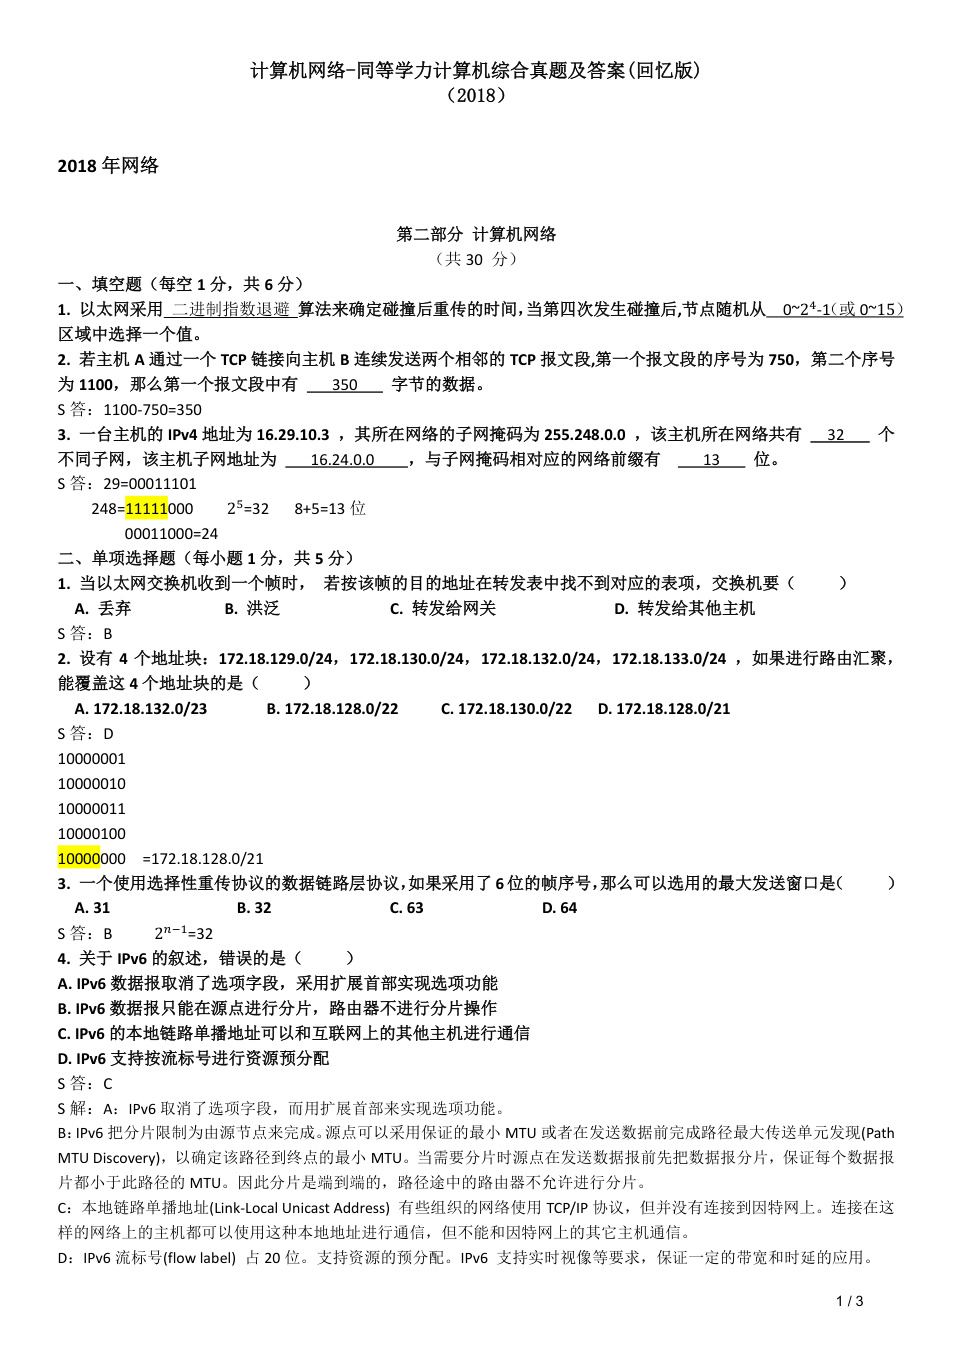 计算机网络-同等学力计算机综合真题及答案(回忆版)
（2018）
2018 年网络
第二部分 计算机网络
（共 30 分）
一、填空题（每空 1 分，共 6 分）
1. 以太网采用 二进制指数退避 算法来确定碰撞后重传的时间,当第四次发生碰撞后,节点随机从 0~2⁴-1（或 0~15）
区域中选择一个值。
2. 若主机 A 通过一个 TCP 链接向主机 B 连续发送两个相邻的 TCP 报文段,第一个报文段的序号为 750，第二个序号
为 1100，那么第一个报文段中有 350 字节的数据。
S 答：1100-750=350
3. 一台主机的 IPv4 地址为 16.29.10.3 ，其所在网络的子网掩码为 255.248.0.0 ，该主机所在网络共有 32 个
不同子网，该主机子网地址为 16.24.0.0 ，与子网掩码相对应的网络前缀有 13 位。
S 答：29=00011101
248=11111000 2⁵=32 8+5=13 位
00011000=24
二、单项选择题（每小题 1 分，共 5 分）
1. 当以太网交换机收到一个帧时， 若按该帧的目的地址在转发表中找不到对应的表项，交换机要（ ）
A. 丢弃 B. 洪泛 C. 转发给网关 D. 转发给其他主机
S 答：B
2. 设有 4 个地址块：172.18.129.0/24，172.18.130.0/24，172.18.132.0/24，172.18.133.0/24 ，如果进行路由汇聚，
能覆盖这 4 个地址块的是（ ）
A. 172.18.132.0/23 B. 172.18.128.0/22 C. 172.18.130.0/22 D. 172.18.128.0/21
S 答：D
10000001
10000010
10000011
10000100
10000000 =172.18.128.0/21
3. 一个使用选择性重传协议的数据链路层协议,如果采用了 6 位的帧序号,那么可以选用的最大发送窗口是（ ）
A. 31 B. 32 C. 63 D. 64
S 答：B 2ⁿ⁻¹=32
4. 关于 IPv6 的叙述，错误的是（ ）
A. IPv6 数据报取消了选项字段，采用扩展首部实现选项功能
B. IPv6 数据报只能在源点进行分片，路由器不进行分片操作
C. IPv6 的本地链路单播地址可以和互联网上的其他主机进行通信
D. IPv6 支持按流标号进行资源预分配
S 答：C
S 解：A：IPv6 取消了选项字段，而用扩展首部来实现选项功能。
B：IPv6 把分片限制为由源节点来完成。源点可以采用保证的最小 MTU 或者在发送数据前完成路径最大传送单元发现(Path
MTU Discovery)，以确定该路径到终点的最小 MTU。当需要分片时源点在发送数据报前先把数据报分片，保证每个数据报
片都小于此路径的 MTU。因此分片是端到端的，路径途中的路由器不允许进行分片。
C：本地链路单播地址(Link-Local Unicast Address) 有些组织的网络使用 TCP/IP 协议，但并没有连接到因特网上。连接在这
样的网络上的主机都可以使用这种本地地址进行通信，但不能和因特网上的其它主机通信。
D：IPv6 流标号(flow label) 占 20 位。支持资源的预分配。IPv6 支持实时视像等要求，保证一定的带宽和时延的应用。
1 / 3